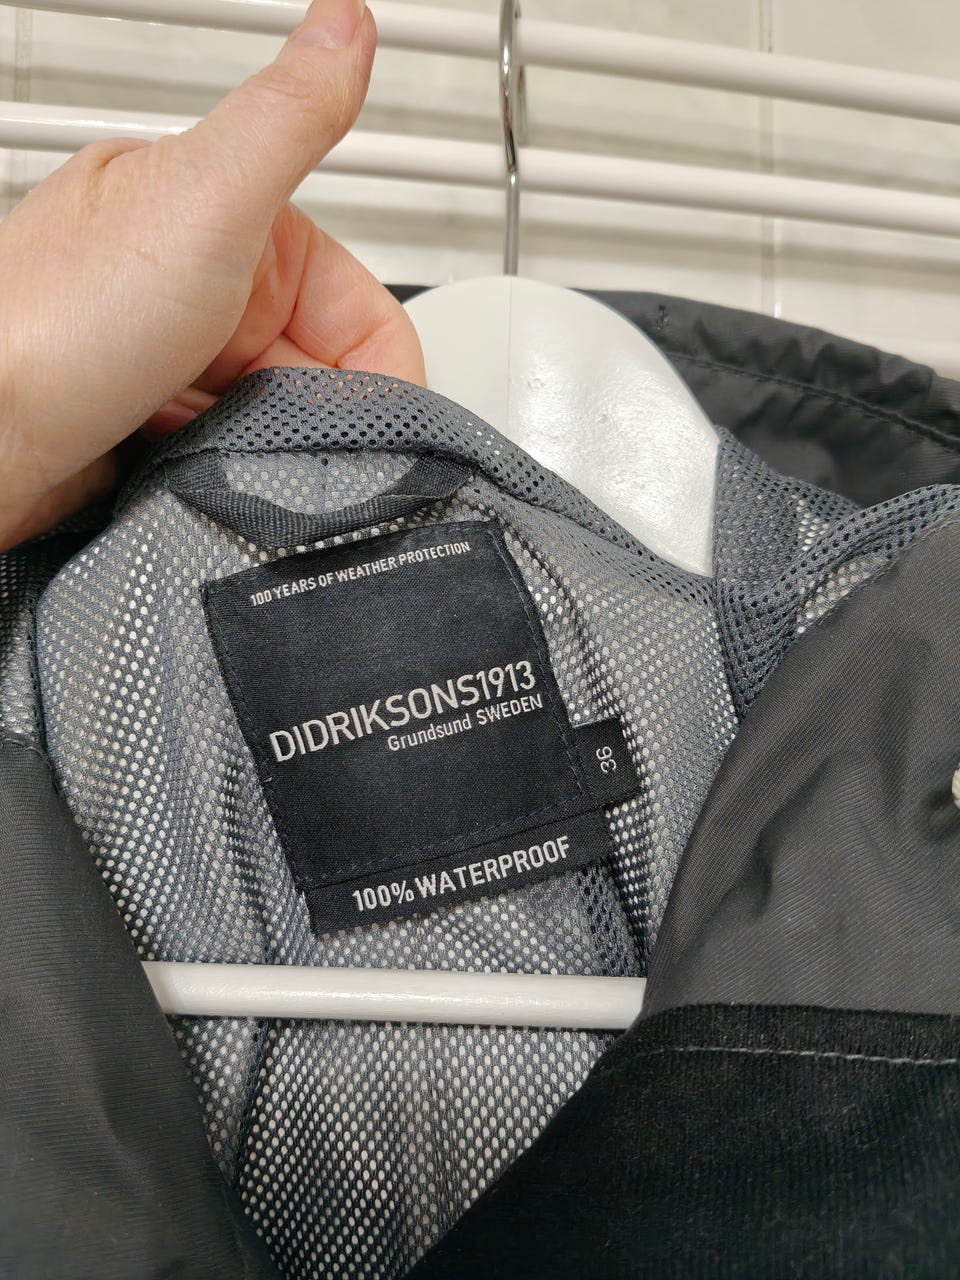 100 YEARS OF WEATHER PROTECTION
DIDRIKSONS1913
Grundsund SWEDEN
36
100% WATERPROOF